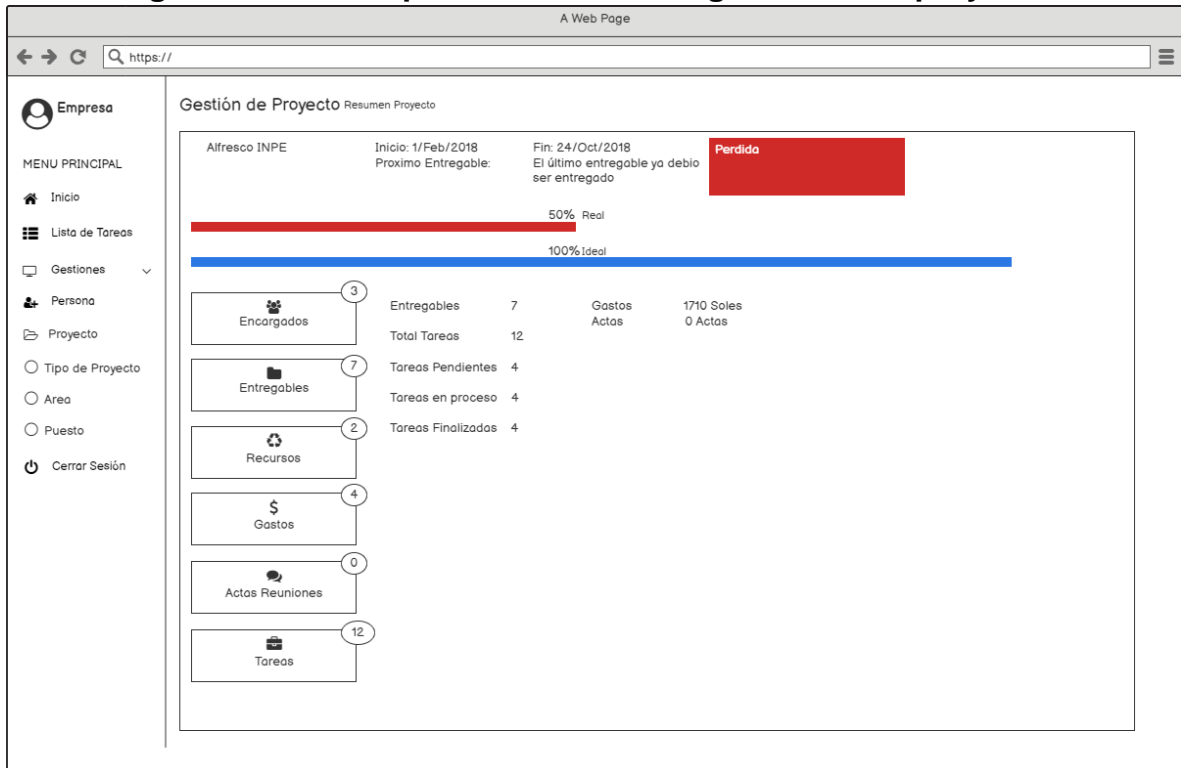 A Web Page
https://
Empresa
MENU PRINCIPAL
Inicio
Lista de Tareas
Gestiones
Persona
Proyecto
Tipo de Proyecto
Area
Puesto
Cerrar Sesión
Gestión de Proyecto Resumen Proyecto
Alfresco INPE
Inicio: 1/Feb/2018
Proximo Entregable:
Fin: 24/Oct/2018
El último entregable ya debio
ser entregado
Perdida
50% Real
100% Ideal
3
Encargados
7
Entregables
2
Recursos
4
$
Gastos
0
Actas Reuniones
12
Tareas
Entregables 7
Total Tareas 12
Tareas Pendientes 4
Tareas en proceso 4
Tareas Finalizadas 4
Gastos 1710 Soles
Actas 0 Actas